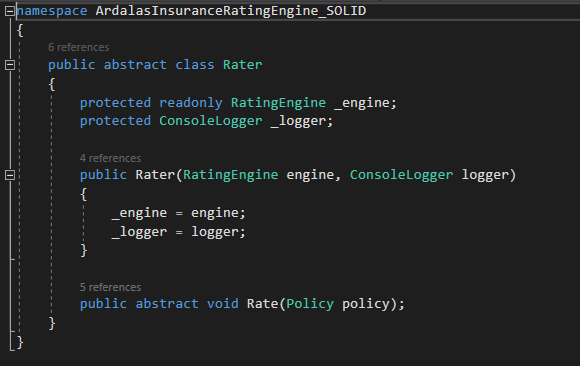 namespace ArdalasInsuranceRatingEngine_SOLID
{
6 references
public abstract class Rater
{
protected readonly RatingEngine _engine;
protected ConsoleLogger _logger;
4 references
public Rater(RatingEngine engine, ConsoleLogger logger)
{
_engine = engine;
_logger = logger;
}
5 references
public abstract void Rate(Policy policy);
}
}